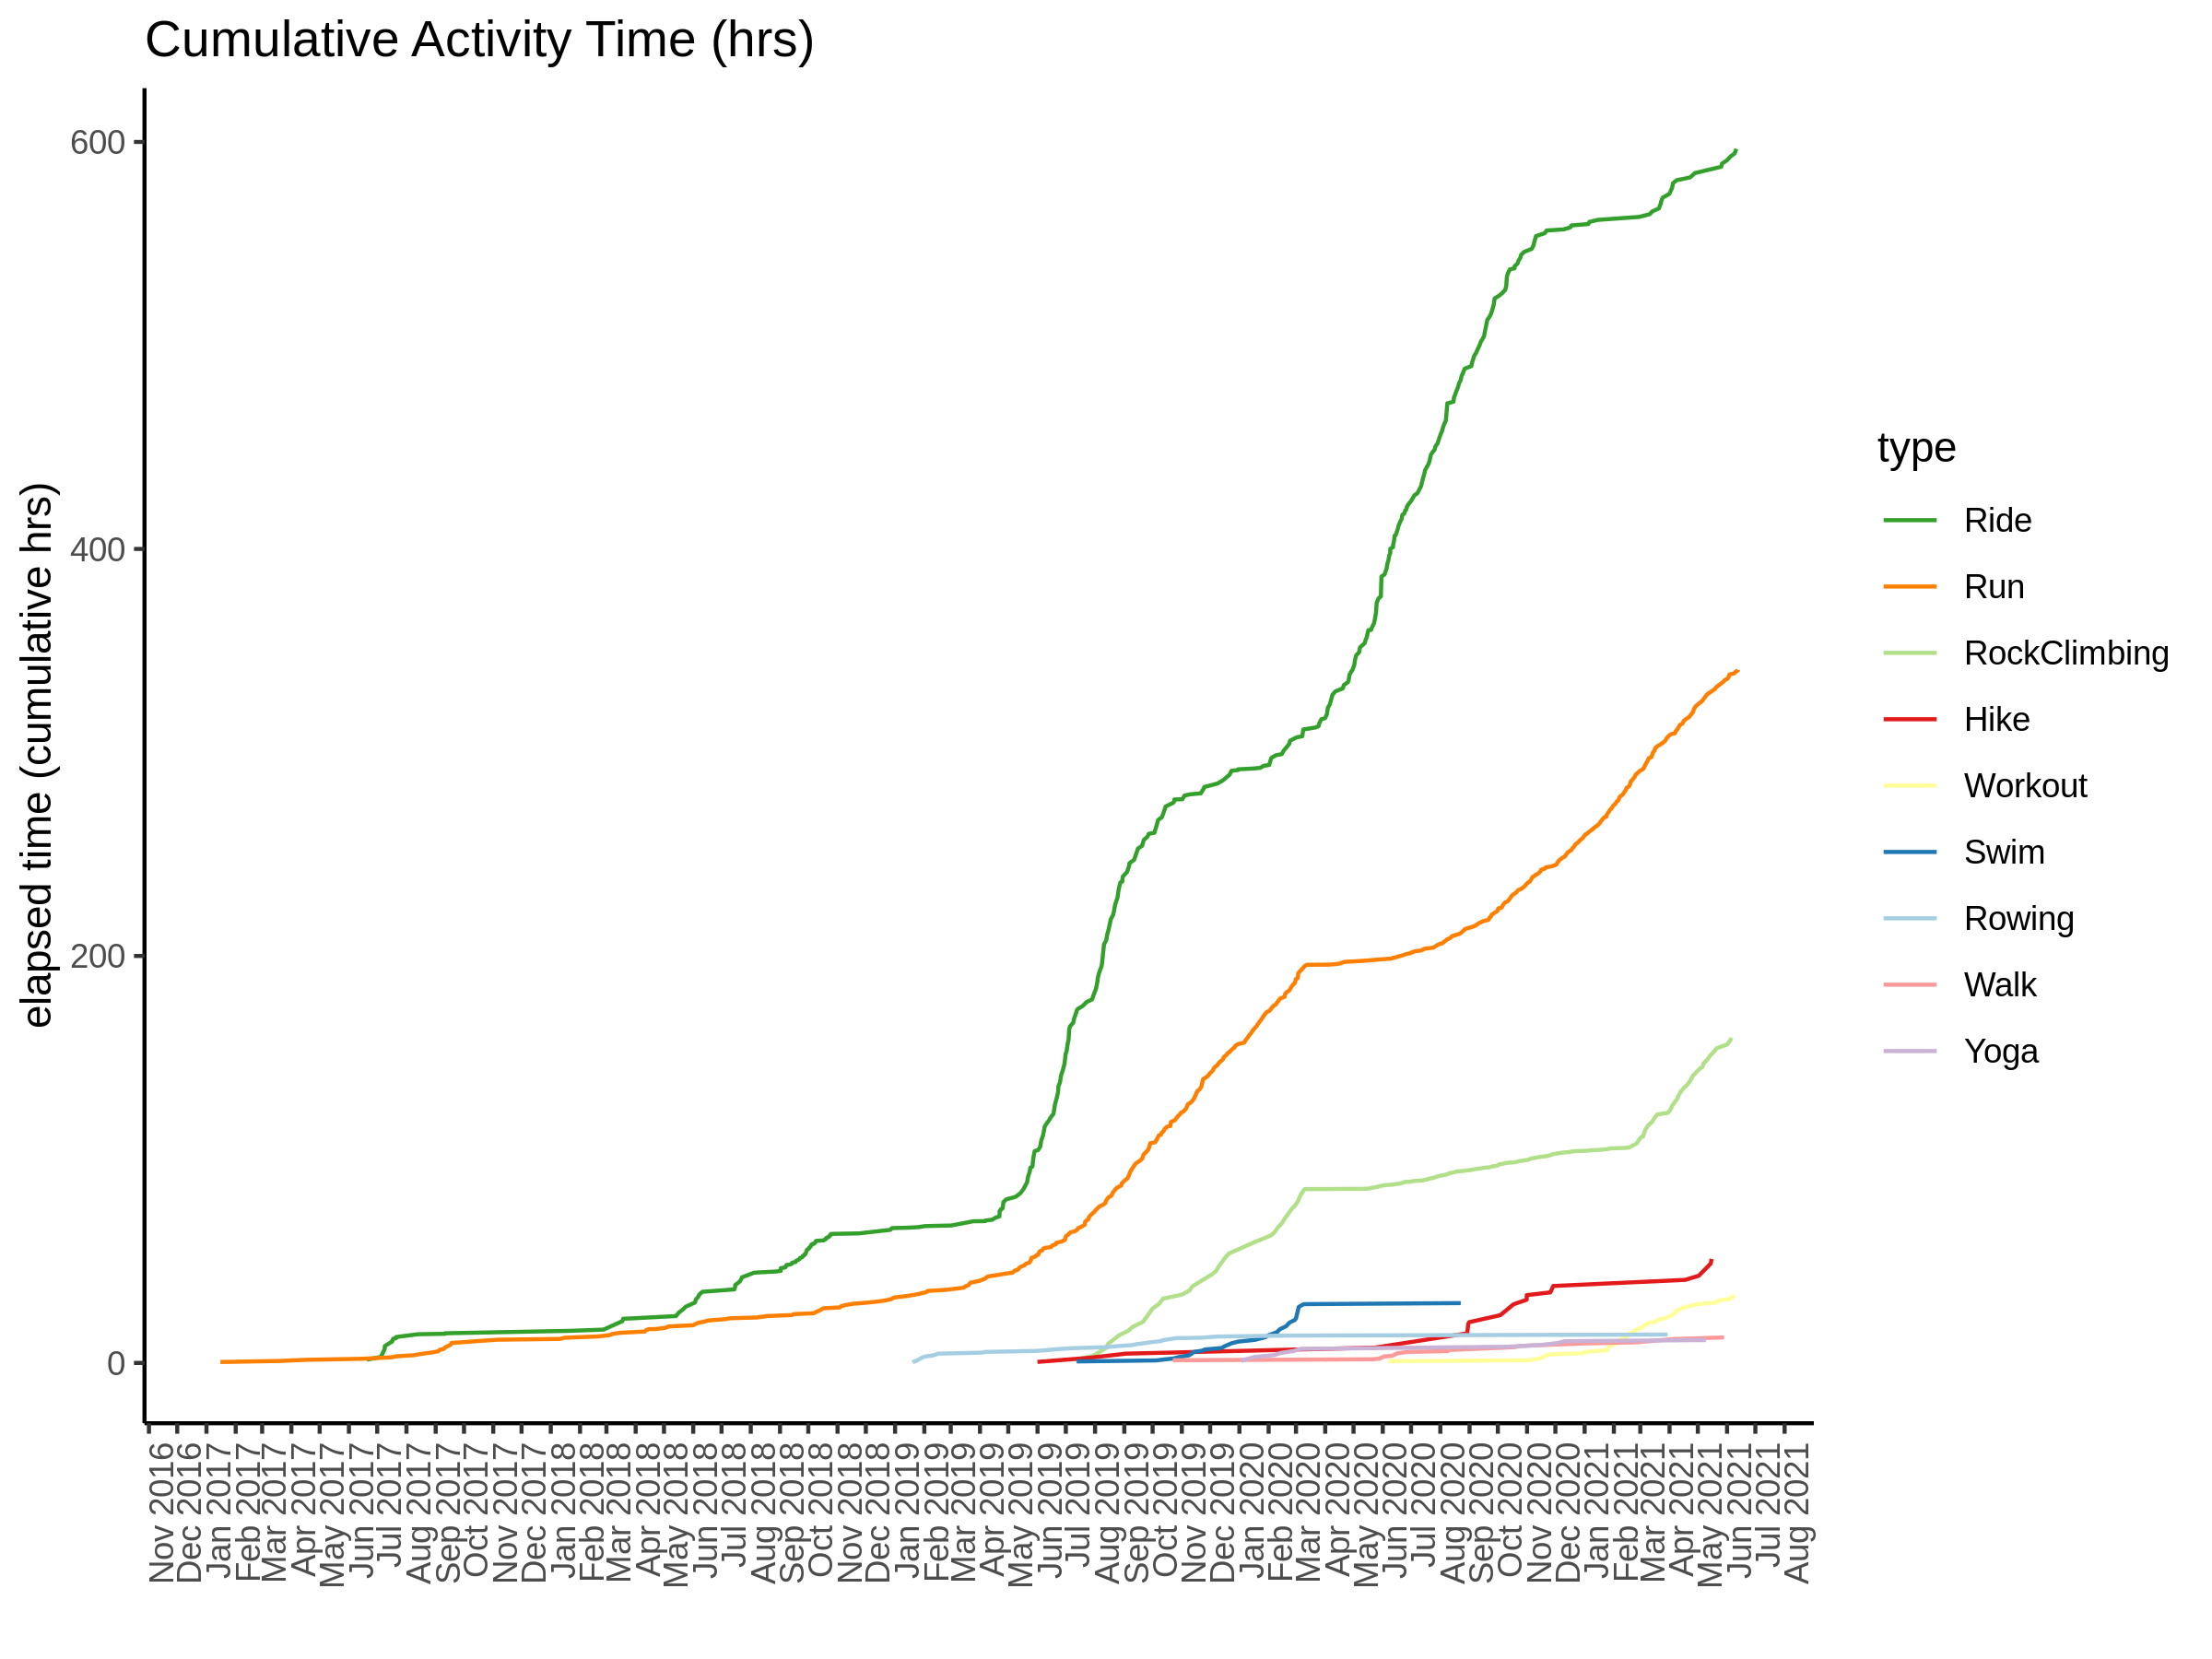 Cumulative Activity Time (hrs)
elapsed time (cumulative hrs)
600
400
200
0
Nov 2016
Dec 2016
Jan 2017
Feb 2017
Mar 2017
Apr 2017
May 2017
Jun 2017
Jul 2017
Aug 2017
Sep 2017
Oct 2017
Nov 2017
Dec 2017
Jan 2018
Feb 2018
Mar 2018
Apr 2018
May 2018
Jun 2018
Jul 2018
Aug 2018
Sep 2018
Oct 2018
Nov 2018
Dec 2018
Jan 2019
Feb 2019
Mar 2019
Apr 2019
May 2019
Jun 2019
Jul 2019
Aug 2019
Sep 2019
Oct 2019
Nov 2019
Dec 2019
Jan 2020
Feb 2020
Mar 2020
Apr 2020
May 2020
Jun 2020
Jul 2020
Aug 2020
Sep 2020
Oct 2020
Nov 2020
Dec 2020
Jan 2021
Feb 2021
Mar 2021
Apr 2021
May 2021
Jun 2021
Jul 2021
Aug 2021
type
Ride
Run
RockClimbing
Hike
Workout
Swim
Rowing
Walk
Yoga